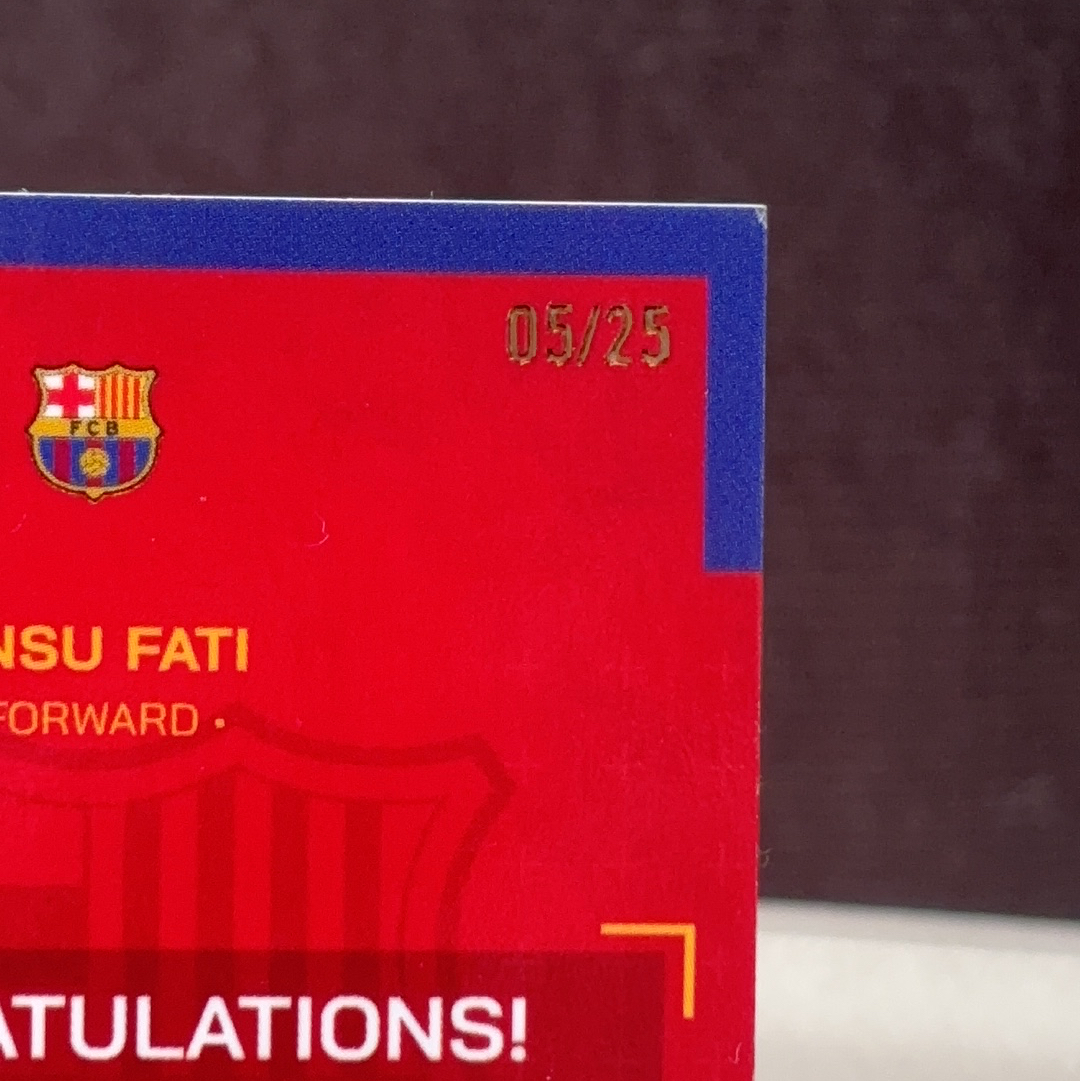 05/25
FCB
NSU FATI
FORWARD •
ATULATIONS!